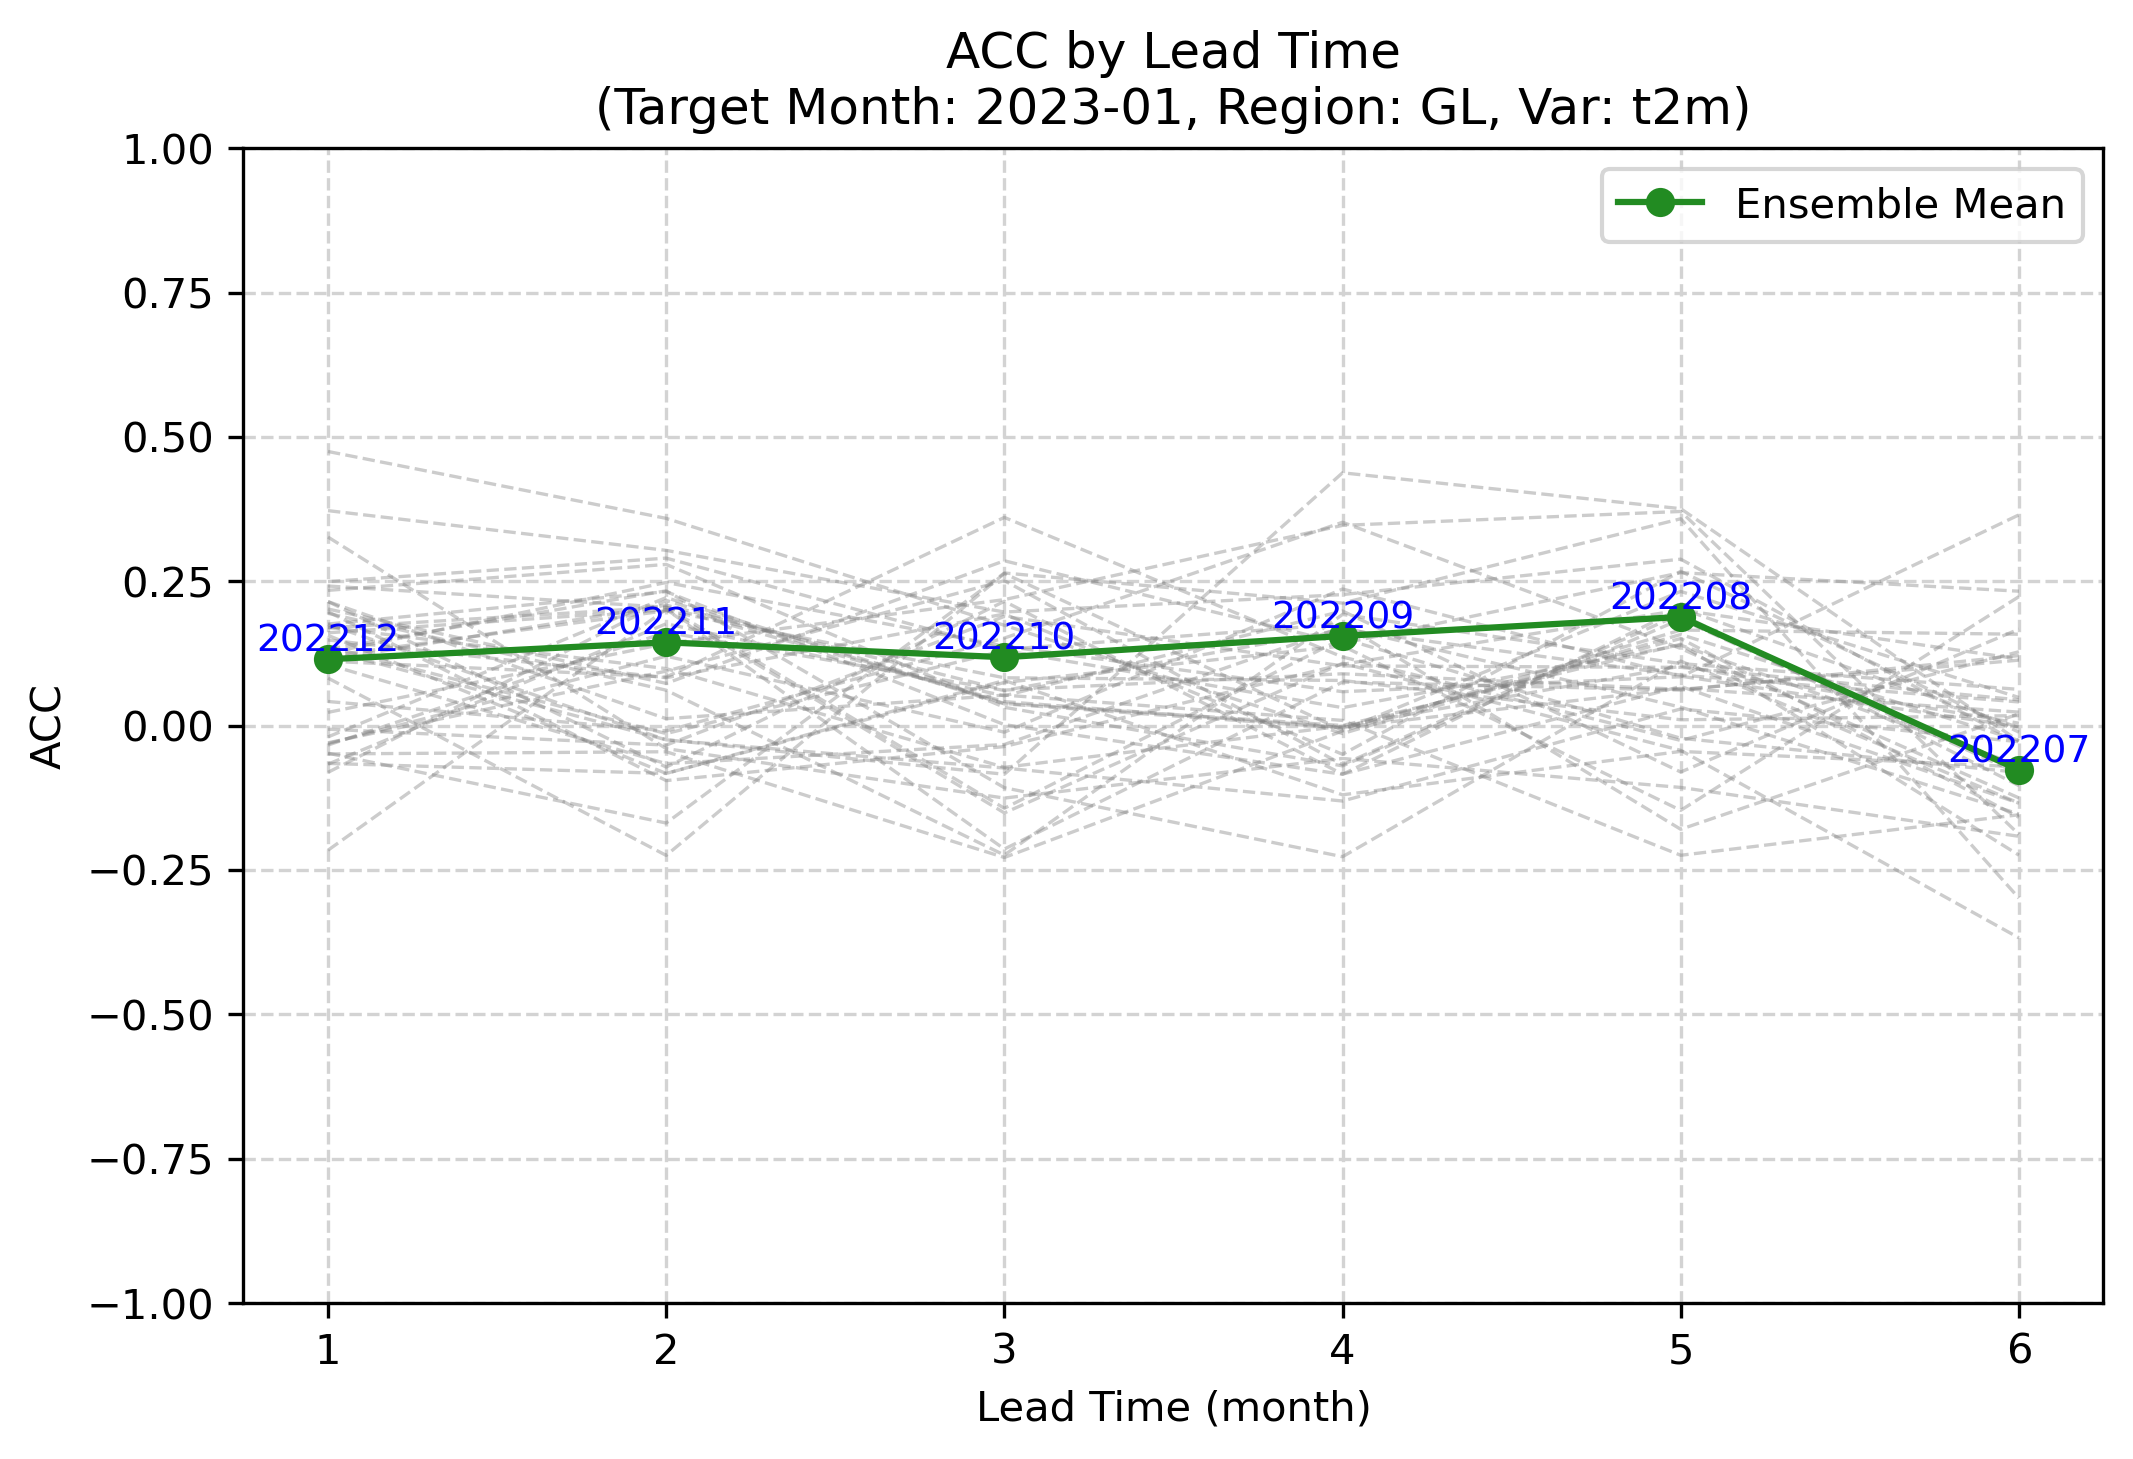 ACC by Lead Time
(Target Month: 2023-01, Region: GL, Var: t2m)
1.00
0.75
0.50
0.25
0.00
−0.25
−0.50
−0.75
−1.00
ACC
Ensemble Mean
202212
202211
202210
202209
202208
202207
1 2 3 4 5 6
Lead Time (month)